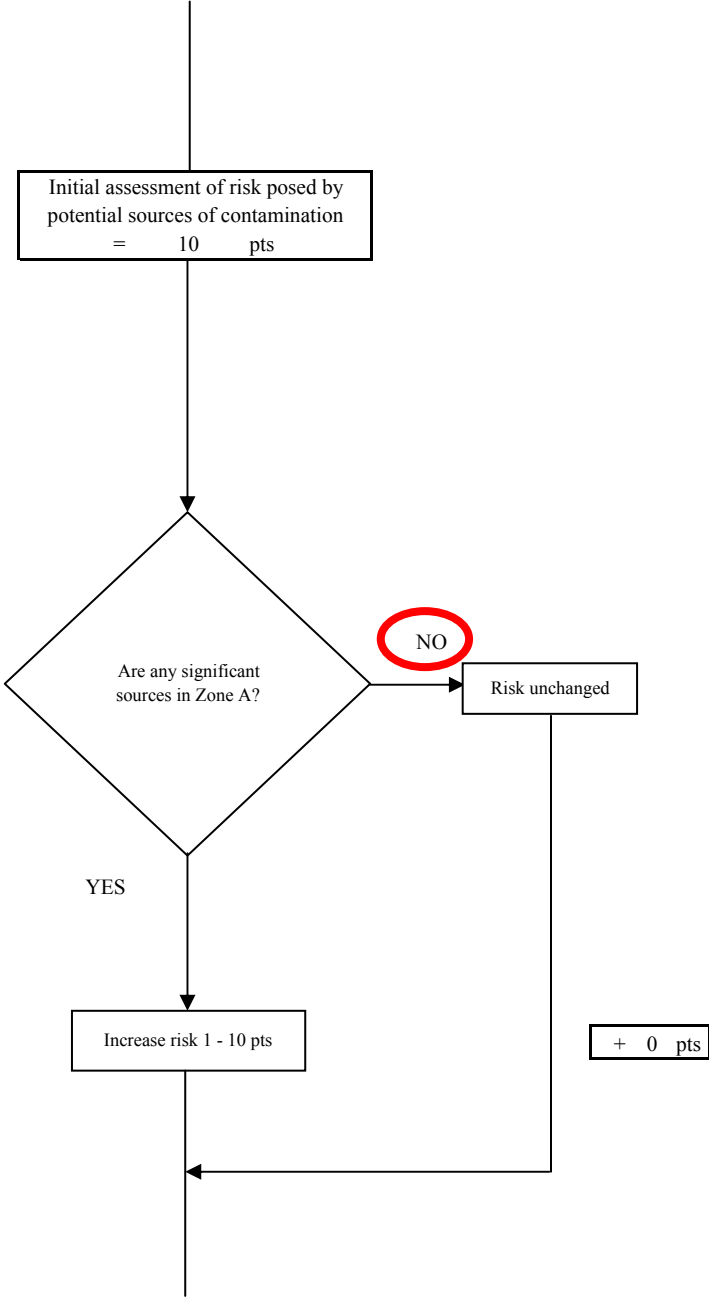 Initial assessment of risk posed by
potential sources of contamination
= 10 pts
NO
Are any significant
sources in Zone A?
Risk unchanged
YES
Increase risk 1 - 10 pts
+ 0 pts